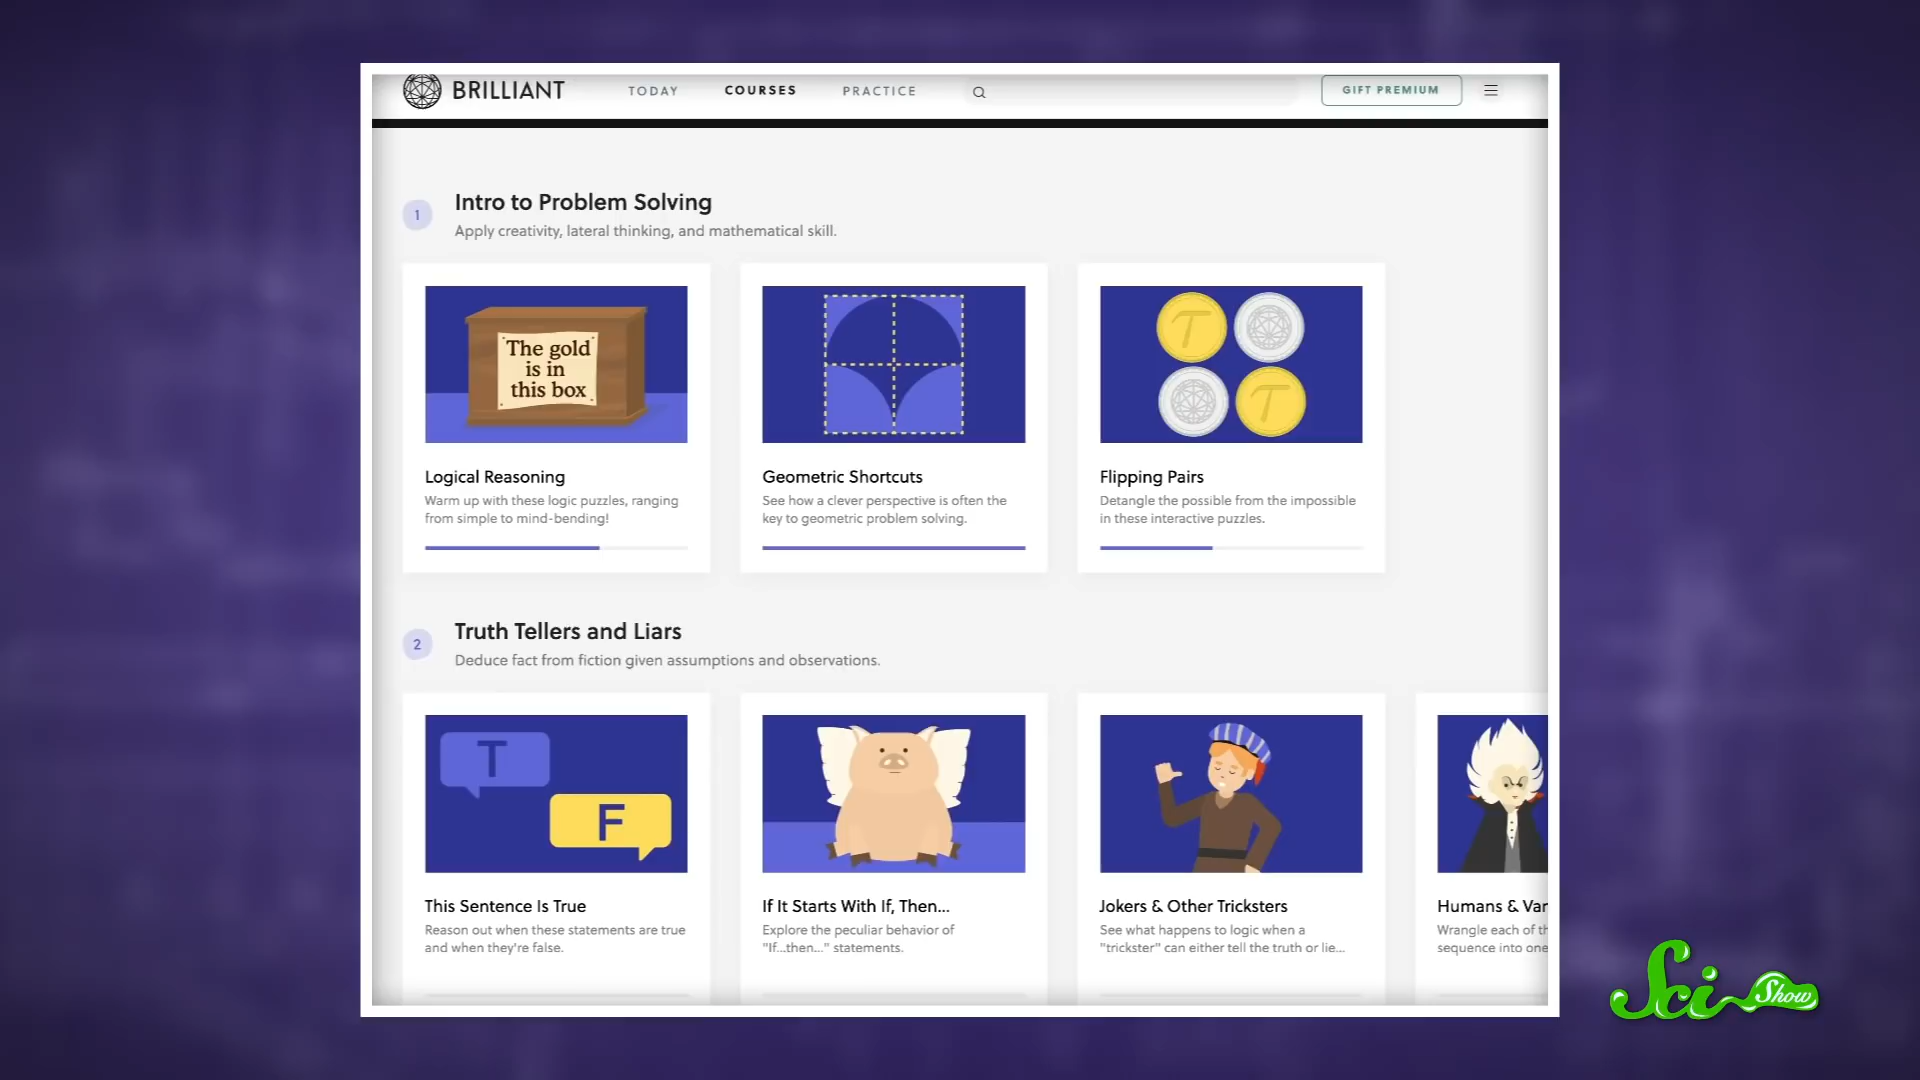 BRILLIANT
TODAY
COURSES
PRACTICE
GIFT PREMIUM
1
Intro to Problem Solving
Apply creativity, lateral thinking, and mathematical skill.
The gold
is in
this box
Logical Reasoning
Warm up with these logic puzzles, ranging
from simple to mind-bending!
Geometric Shortcuts
See how a clever perspective is often the
key to geometric problem solving.
T
T
Flipping Pairs
Detangle the possible from the impossible
in these interactive puzzles.
2
Truth Tellers and Liars
Deduce fact from fiction given assumptions and observations.
T
F
This Sentence Is True
Reason out when these statements are true
and when they're false.
If It Starts With If, Then...
Explore the peculiar behavior of
"If...then..." statements.
Jokers & Other Tricksters
See what happens to logic when a
"trickster" can either tell the truth or lie...
Humans &
Wrangle each of
sequence into one
SciShow